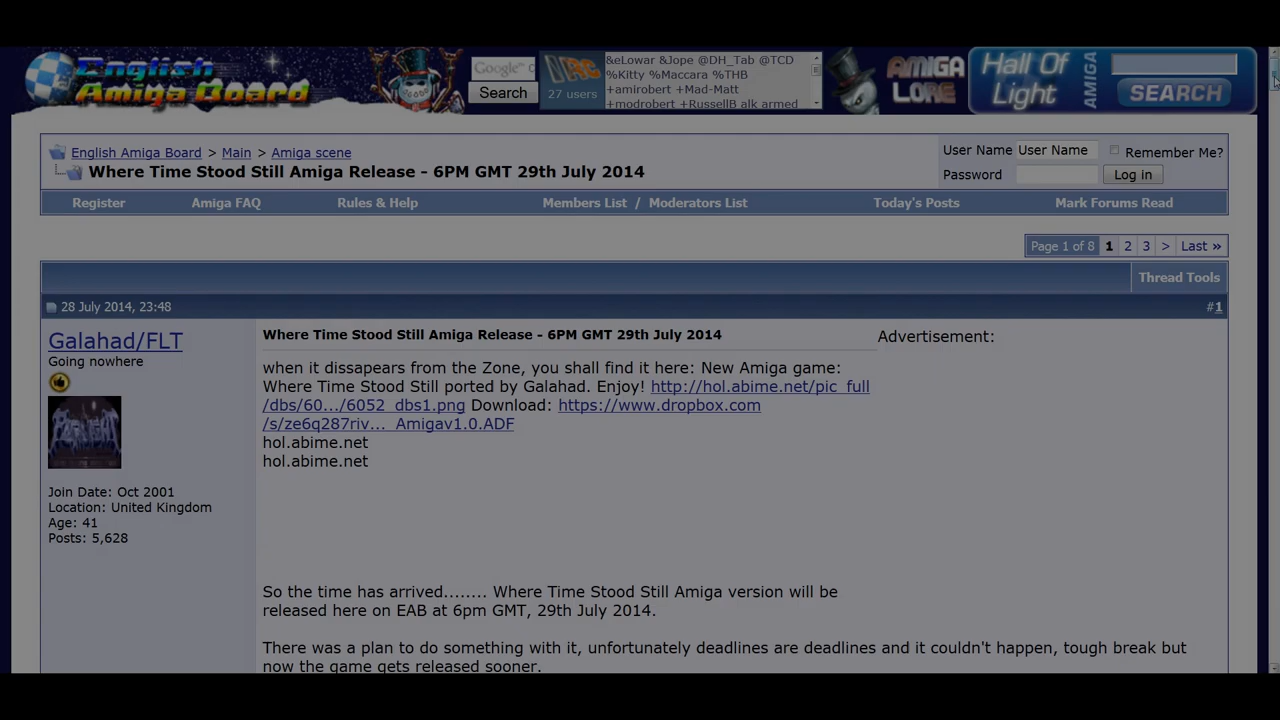 English
Amiga Board
Google™ C
Search
IRC
27 users
&eLowar &Jope @DH_Tab @TCD
%Kitty %Maccara %THB
+amirobert +Mad-Matt
+modrobert +RussellB alk armed
AMIGA
LORE
Hall Of
Light
AMIGA
SEARCH
English Amiga Board > Main > Amiga scene
Where Time Stood Still Amiga Release - 6PM GMT 29th July 2014
User Name User Name Remember Me?
Password Log in
Register Amiga FAQ Rules & Help Members List / Moderators List Today's Posts Mark Forums Read
Page 1 of 8 1 2 3 > Last »
Thread Tools
28 July 2014, 23:48 #1
Galahad/FLT
Going nowhere
Join Date: Oct 2001
Location: United Kingdom
Age: 41
Posts: 5,628
Where Time Stood Still Amiga Release - 6PM GMT 29th July 2014
Advertisement:
when it dissapears from the Zone, you shall find it here: New Amiga game:
Where Time Stood Still ported by Galahad. Enjoy! http://hol.abime.net/pic_full
/dbs/60.../6052_dbs1.png Download: https://www.dropbox.com
/s/ze6q287riv..._Amigav1.0.ADF
hol.abime.net
hol.abime.net
So the time has arrived........ Where Time Stood Still Amiga version will be
released here on EAB at 6pm GMT, 29th July 2014.
There was a plan to do something with it, unfortunately deadlines are deadlines and it couldn't happen, tough break but
now the game gets released sooner.